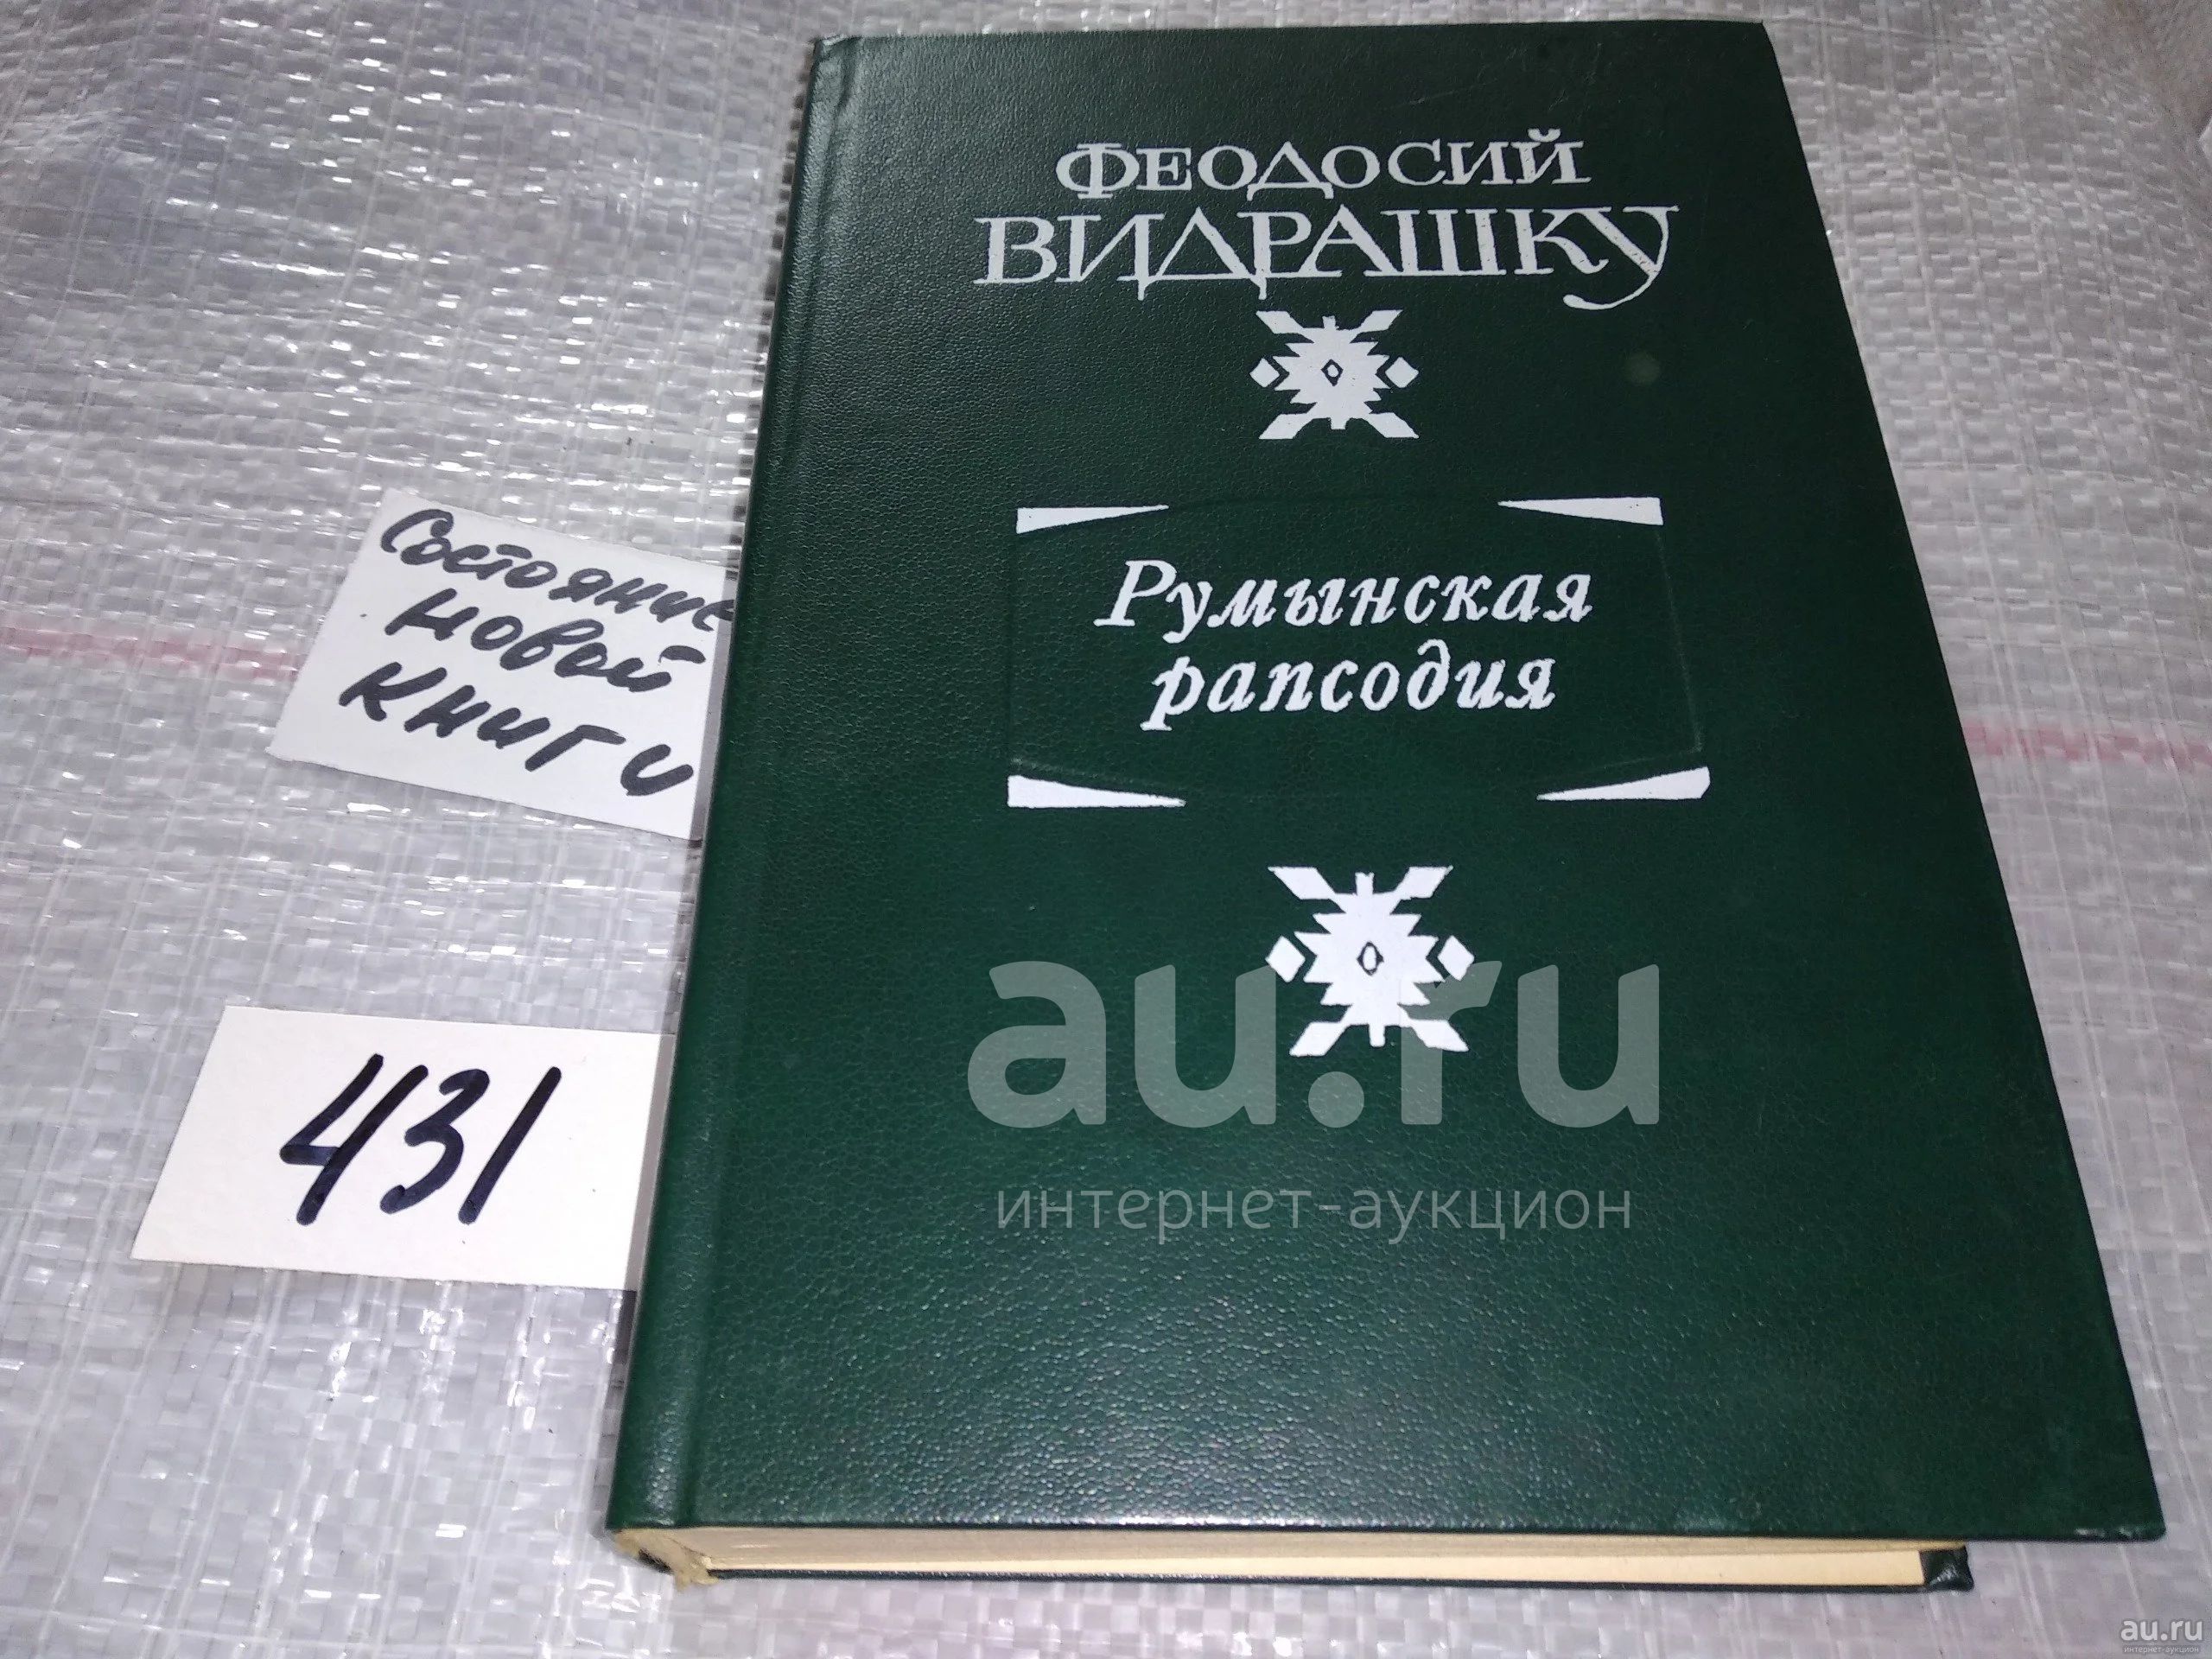 ФЕОДОСИЙ
ВИДРАШКУ
Румынская
рапсодия
Состояние
новой
книги
431
au.ru
интернет-аукцион
au.ru
интернет-аукцион